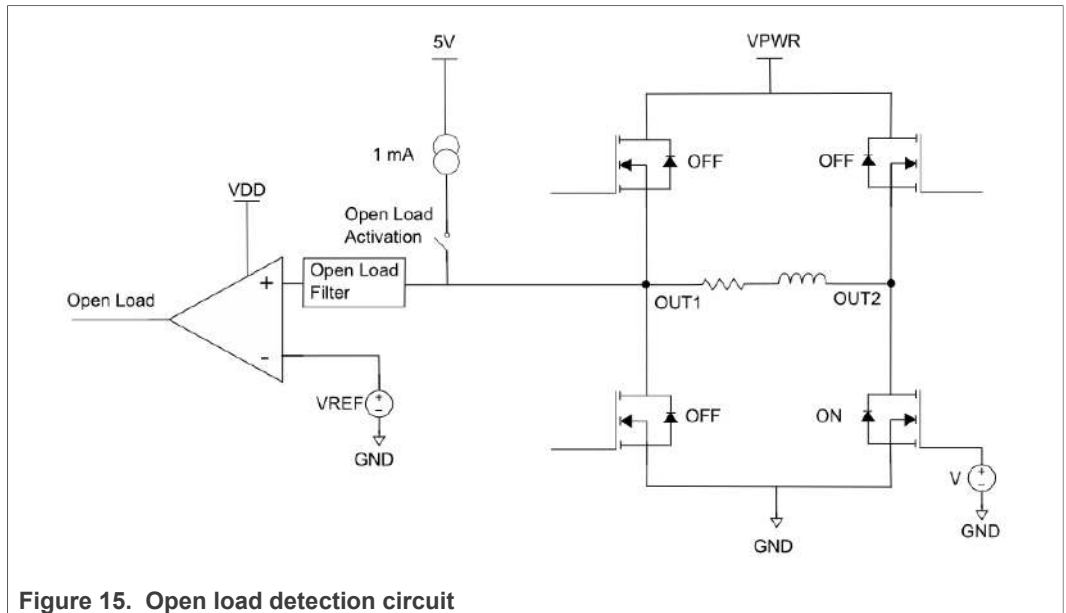 5V
VPWR
1 mA
OFF
OFF
VDD
Open Load
Activation
Open Load
Filter
+
-
Open Load
OUT1
OUT2
VREF
+
-
GND
OFF
ON
V
+
-
GND
GND
Figure 15. Open load detection circuit